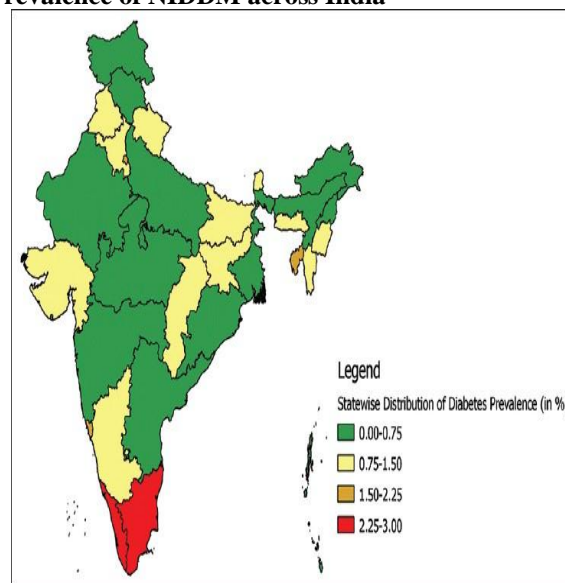 revalence of NIDDM across India
Legend
Statewise Distribution of Diabetes Prevalence (in %
0.00-0.75
0.75-1.50
1.50-2.25
2.25-3.00